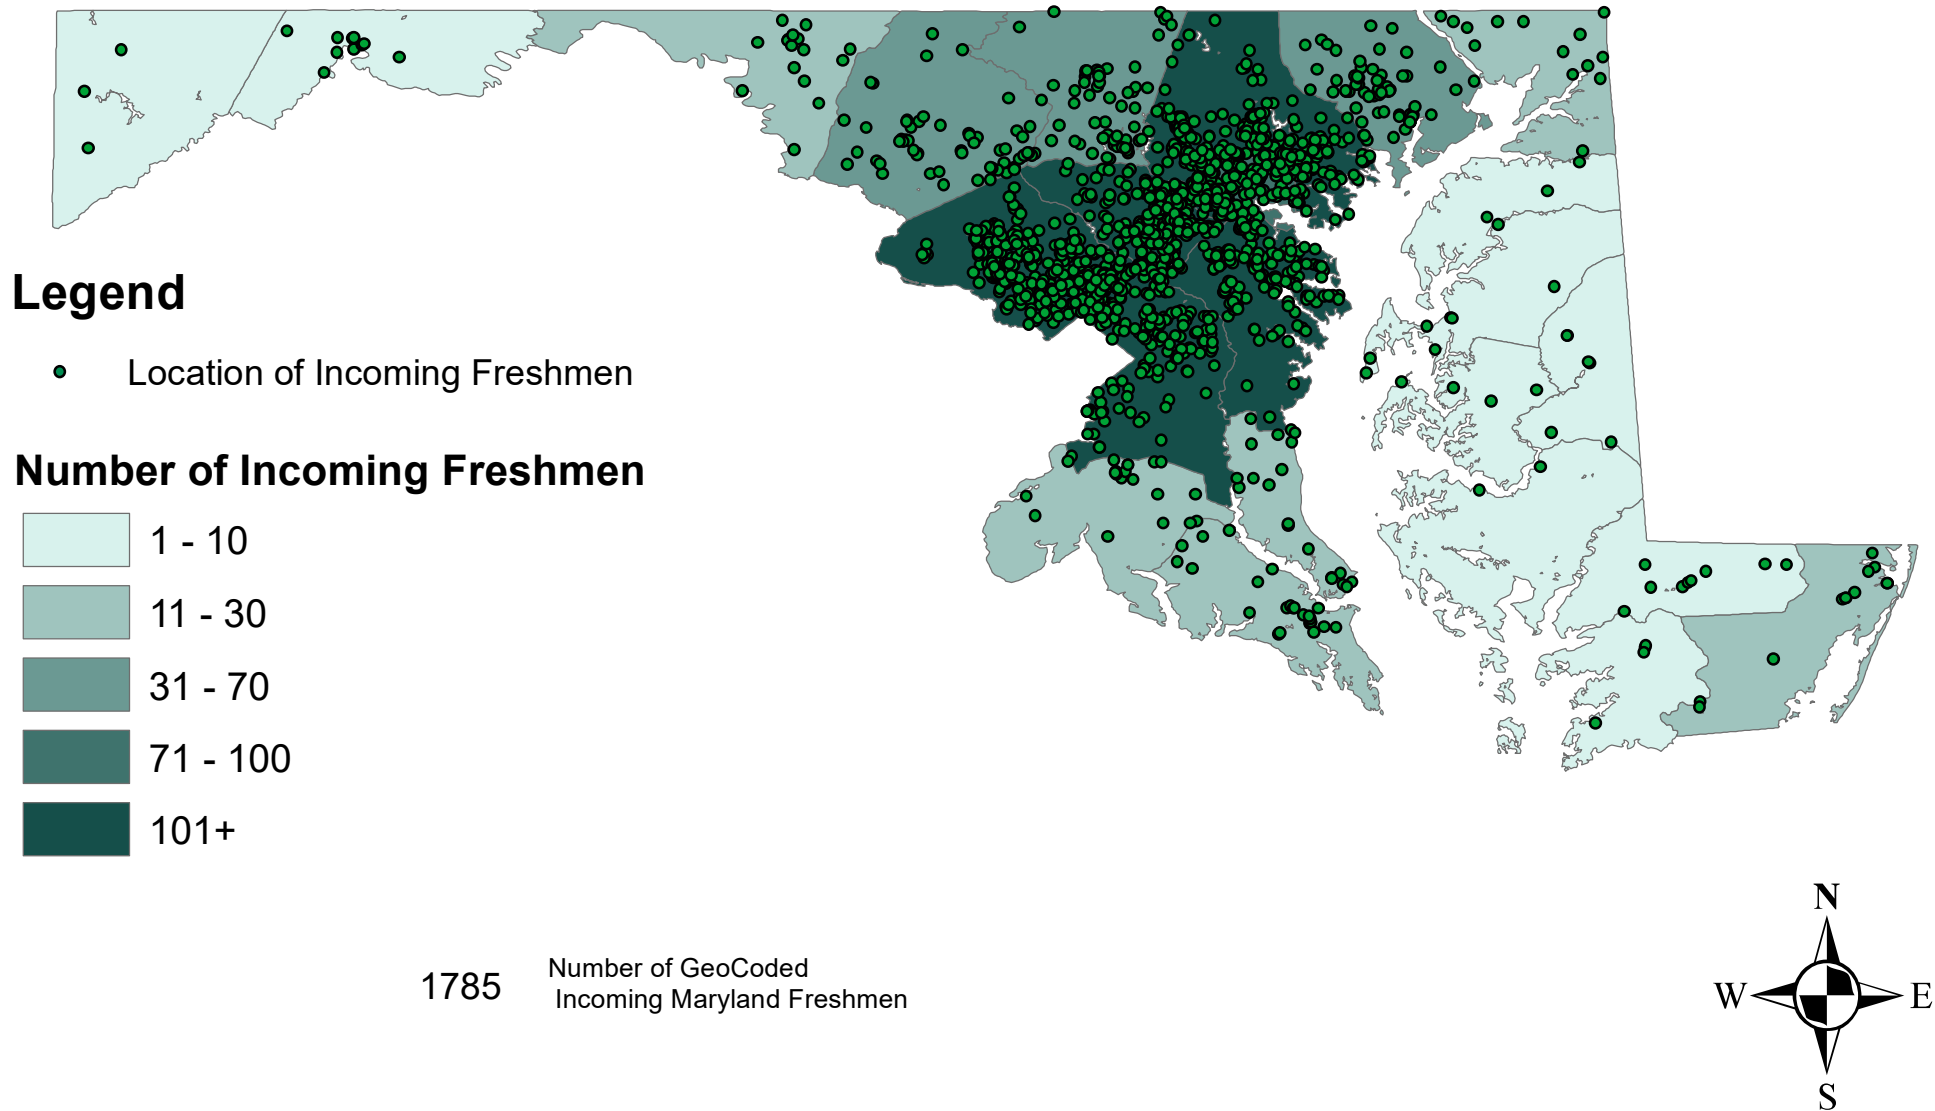 Legend
Location of Incoming Freshmen
Number of Incoming Freshmen
1 - 10
11 - 30
31 - 70
71 - 100
101+
1785
Number of GeoCoded
Incoming Maryland Freshmen
N
W
E
S